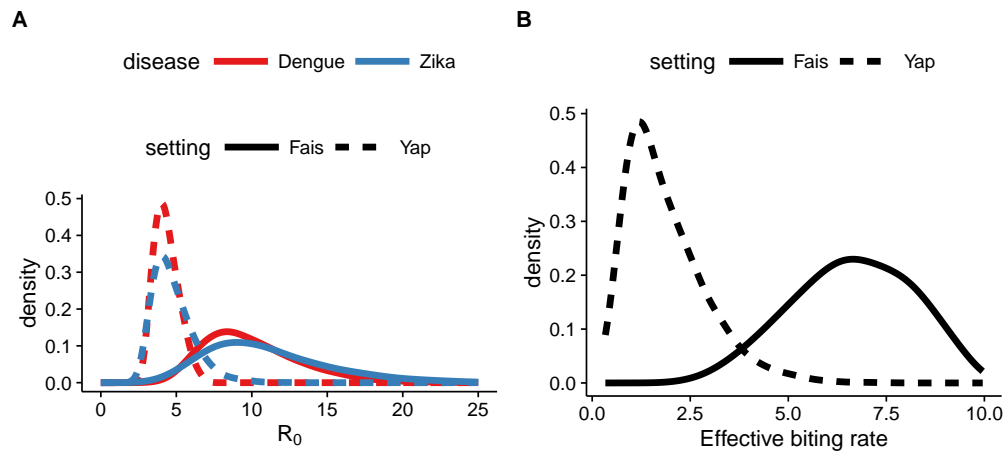 A
disease Dengue Zika
setting Fais Yap
density
0.5
0.4
0.3
0.2
0.1
0.0
0 5 10 15 20 25
R0
B
setting Fais Yap
density
0.5
0.4
0.3
0.2
0.1
0.0
0.0 2.5 5.0 7.5 10.0
Effective biting rate